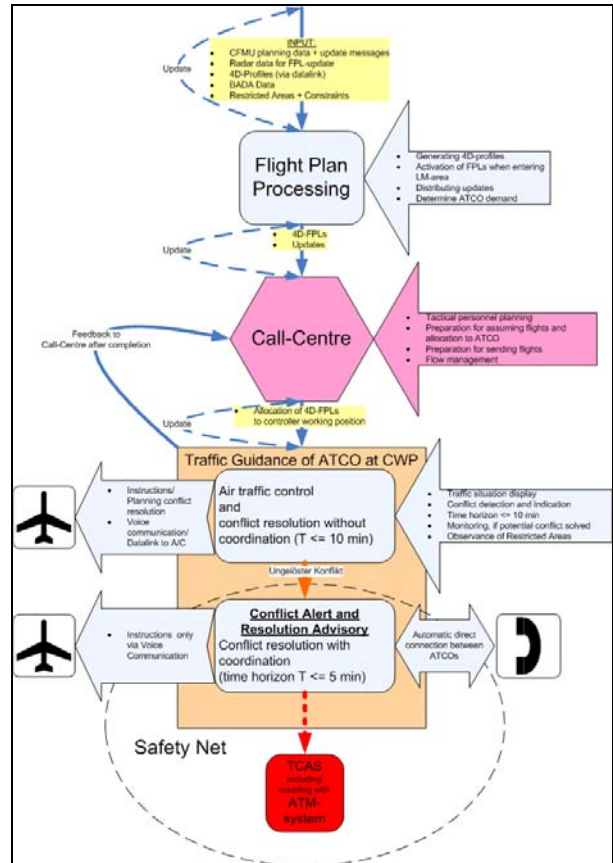 INPUT:
• CFMU planning data + update messages
• Radar data for FPL-update
• 4D-Profiles (via datalink)
• BADA Data
• Restricted Areas + Constraints
Update
Flight Plan
Processing
• Generating 4D-profiles
• Activation of FPLs when entering
LM-area
• Distributing updates
• Determine ATCO demand
• 4D-FPLs
• Updates
Update
Feedback to
Call-Centre after completion
Call-Centre
• Tactical personnel planning
• Preparation for assuming flights and
allocation to ATCO
• Preparation for sending flights
• Flow management
• Allocation of 4D-FPLs
to controller working position
Update
Traffic Guidance of ATCO at CWP
• Instructions/
Planning conflict
resolution
• Voice
communication/
Datalink to A/C
Air traffic control
and
conflict resolution without
coordination (T <= 10 min)
• Traffic situation display
• Conflict detection and Indication
• Time horizon <= 10 min
• Monitoring, if potential conflict solved
• Observance of Restricted Areas
Ungelöster Konflikt
• Instructions only
via Voice
Communication
Conflict Alert and
Resolution Advisory
Conflict resolution with
coordination
(time horizon T <= 5 min)
Automatic direct
connection between
ATCOs
Safety Net
TCAS
including
coupling with
ATM-
system